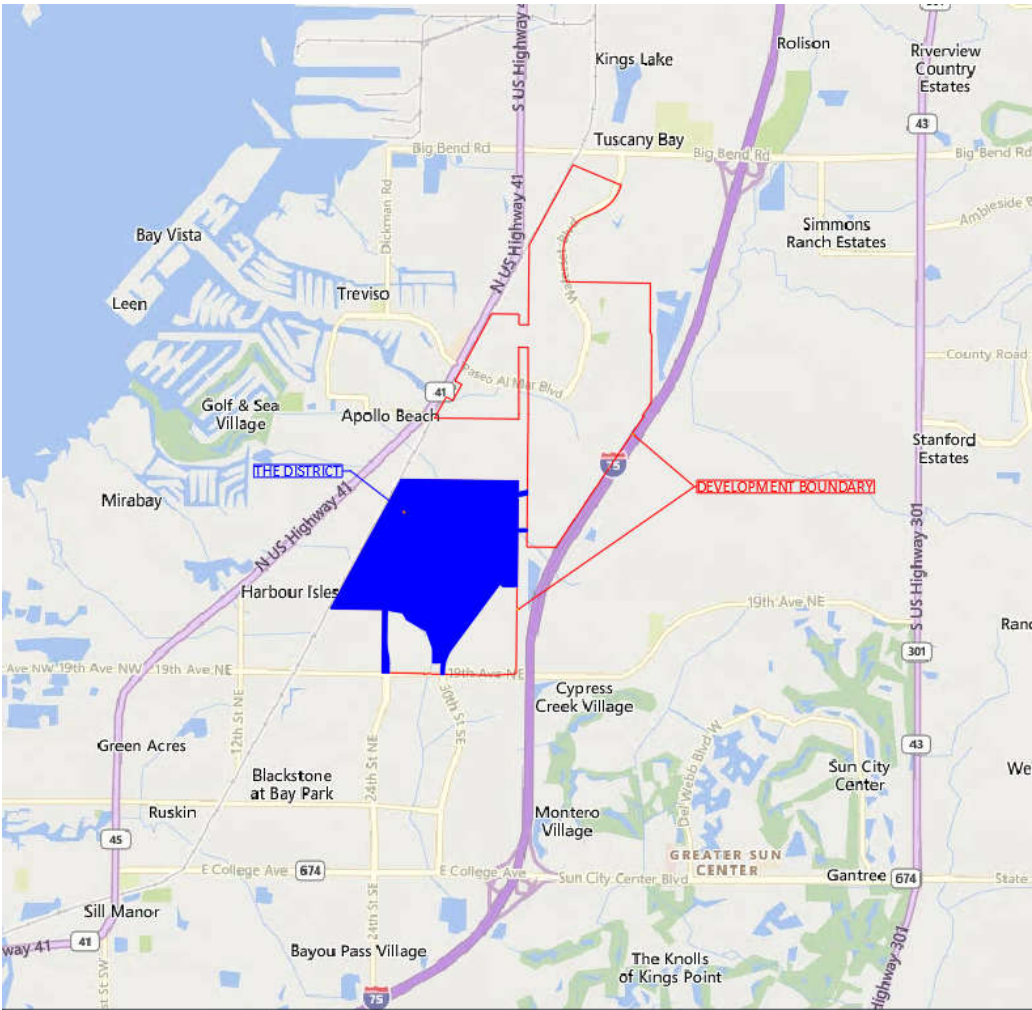 301
S US Highway 4
Kings Lake
Rolison
Riverview
Country
Estates
43
Tuscany Bay
Big Bend Rd
Big Bend Rd
Big Bend Rd
Dickman Rd
N US Highway 41
Ambleside B
Simmons
Ranch Estates
Bay Vista
Leen
Treviso
County Road
Paseo Al Mar Blvd
41
Golf & Sea
Village
Apollo Beach
Stanford
Estates
THE DISTRICT
75
DEVELOPMENT BOUNDARY
Mirabay
N US Highway 41
S US Highway 301
Harbour Isles
19th Ave NE
Ran
301
Ave NW
19th Ave NW
19th Ave NE
19th Ave NE
Cypress
Creek Village
12th St NE
30th St SE
Del Webb Blvd W
Green Acres
43
24th St NE
Blackstone
at Bay Park
Sun City
Center
We
Ruskin
Montero
Village
45
E College Ave
674
E College Ave
Sun City Center Blvd
GREATER SUN
CENTER
Gantree
674
State
Sill Manor
24th St SE
41
way 41
Bayou Pass Village
The Knolls
of Kings Point
st St SW
75
Highway 301